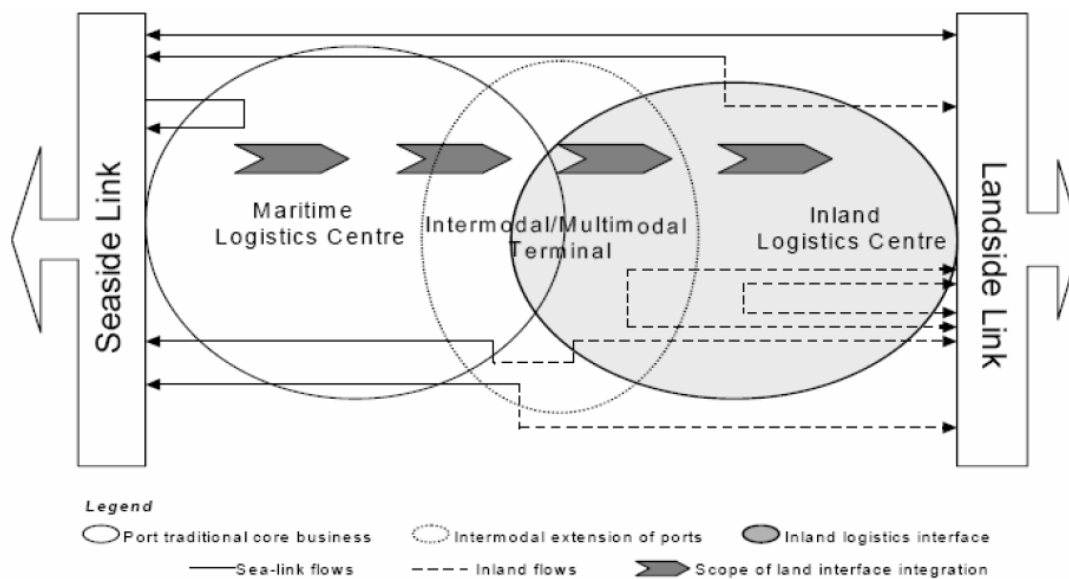 Seaside Link
Maritime
Logistics Centre
Intermodal/Multimodal
Terminal
Inland
Logistics Centre
Landside Link
Legend
Port traditional core business
Intermodal extension of ports
Inland logistics interface
Sea-link flows
Inland flows
Scope of land interface integration